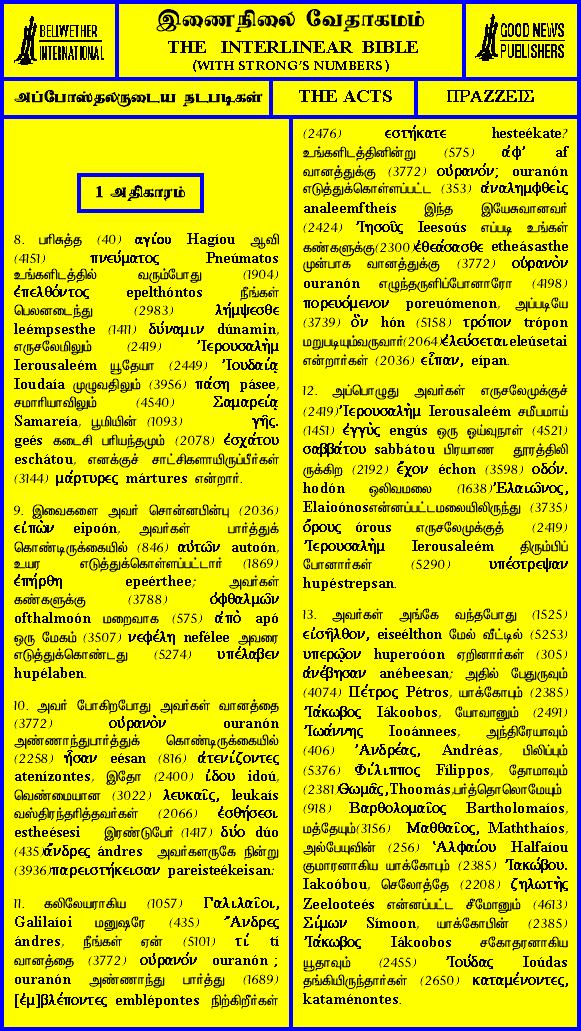 BELLWETHER
INTERNATIONAL
இணைநிலை வேதாகமம்
THE INTERLINEAR BIBLE
(WITH STRONG'S NUMBERS)
GOOD NEWS
PUBLISHERS
அப்போஸ்தலருடைய நடபடிகள்
THE ACTS
ΠΡΑΖΖΕΙΣ
1 அதிகாரம்
8. பரிசுத்த (40) αγίου Hagíou ஆவி
(4151) πνεύματος Pneúmatos
உங்களிடத்தில் வரும்போது (1904)
ἐπελθόντος epelthóntos நீங்கள்
பெலனடைந்து (2983) λήμψεσθε
leémpsesthe (1411) δύναμιν dúnamin,
எருசலேமிலும் (2419) Ἰερουσαλὴμ
Ierousaleém யூதேயா (2449) Ἰουδαίᾳ
Ioudaía முழுவதிலும் (3956) πάση pásee,
சமாரியாவிலும் (4540) Σαμαρείᾳ
Samareía, பூமியின் (1093) γῆς.
geés கடைசி பரியந்தமும் (2078) ἐσχάτου
eschátou, எனக்குச் சாட்சிகளாயிருப்பீர்கள்
(3144) μάρτυρες mártures என்றார்.
9. இவைகளை அவர் சொன்னபின்பு (2036)
εἰπὼν eipoón, அவர்கள் பார்த்துக்
கொண்டிருக்கையில் (846) αὐτῶν autoón,
உயர எடுத்துக்கொள்ளப்பட்டார் (1869)
ἐπήρθη epeérthee; அவர்கள்
கண்களுக்கு (3788) ὀφθαλμῶν
ofthalmoón மறைவாக (575) ἀπὸ apó
ஒரு மேகம் (3507) νεφέλη nefélee அவரை
எடுத்துக்கொண்டது (5274) υπέλαβεν
hupélaben.
10. அவர் போகிறபோது அவர்கள் வானத்தை
(3772) οὐρανὸν ouranón
அண்ணாந்துபார்த்துக் கொண்டிருக்கையில்
(2258) ἦσαν eésan (816) ἀτενίζοντες
atenízontes, இதோ (2400) ἰδου idoú,
வெண்மையான (3022) λευκαῖς, leukaís
வஸ்திரந்தரித்தவர்கள் (2066) ἐσθήσεσι
estheésesi இரண்டுபேர் (1417) δύο dúo
(435)ἄνδρες ándres அவர்களருகே நின்று
(3936)παρειστήκεισαν pareisteékeisan:
11. கலிலேயராகிய (1057) Γαλιλαῖοι,
Galilaíoi மனுஷரே (435) Ἄνδρες
ándres, நீங்கள் ஏன் (5101) τί tí
வானத்தை (3772) οὐρανόν ouranón ;
ouranón அண்ணாந்து பார்த்து (1689)
[ἐμ]βλέποντες emblépontes நிற்கிறீர்கள்
(2476) εστήκατε hesteékate?
உங்களிடத்தினின்று (575) ἀφ' af
வானத்துக்கு (3772) οὐρανόν; ouranón
எடுத்துக்கொள்ளப்பட்ட (353) ἀναλημφθεὶς
analeemftheís இந்த இயேசுவானவர்
(2424) Ἰησοῦς Ieesoús எப்படி உங்கள்
கண்களுக்கு(2300)ἐθεάσασθε etheásasthe
முன்பாக வானத்துக்கு (3772) οὐρανὸν
ouranón எழுந்தருளிப்போனாரோ (4198)
πορευόμενον poreuómenon, அப்படியே
(3739) ὃν hón (5158) τρόπον trópon
மறுபடியும்வருவார்(2064)ἐλεύσεται eleúsetai
என்றார்கள் (2036) εἶπαν, eípan.
12. அப்பொழுது அவர்கள் எருசலேமுக்குச்
(2419)Ἰερουσαλὴμ Ierousaleém சமீபமாய்
(1451) ἐγγὺς engús ஒரு ஓய்வுநாள் (4521)
σαββάτου sabbátou பிரயாண தூரத்திலி
ருக்கிற (2192) ἔχον échon (3598) οδόν.
hodón ஒலிவமலை (1638)Ἐλαιῶνος,
Elaioónosஎன்னப்பட்டமலையிலிருந்து (3735)
ὄρους órous எருசலேமுக்குத் (2419)
Ἰερουσαλὴμ Ierousaleém திரும்பிப்
போனார்கள் (5290) υπέστρεψαν
hupéstrepsan.
13. அவர்கள் அங்கே வந்தபோது (1525)
εἰσῆλθον, eiseélthon மேல் வீட்டில் (5253)
υπερῷον huperoóon ஏறினார்கள் (305)
ἀνέβησαν anébeesan; அதில் பேதுருவும்
(4074) Πέτρος Pétros, யாக்கோபும் (2385)
Ἰάκωβος Iákoobos, யோவானும் (2491)
Ἰωάννης Iooánnees, அந்திரேயாவும்
(406) Ἀνδρέας, Andréas, பிலிப்பும்
(5376) Φίλιππος Fílippos, தோமாவும்
(2381)Θωμᾶς,Thoomás,பர்த்தொலொமேயும்
(918) Βαρθολομαῖος Bartholomaíos,
மத்தேயும்(3156) Μαθθαῖος, Maththaíos,
அல்பேயுவின் (256) Ἁλφαίου Halfaíou
குமாரனாகிய யாக்கோபும் (2385) Ἰακώβου.
Iakoóbou, செலோத்தே (2208) ζηλωτὴς
Zeelooteés என்னப்பட்ட சீமோனும் (4613)
Σίμων Símoon, யாக்கோபின் (2385)
Ἰάκωβος Iákoobos சகோதரனாகிய
யூதாவும் (2455) Ἰούδας Ioúdas
தங்கியிருந்தார்கள் (2650) καταμένοντες,
kataménontes.